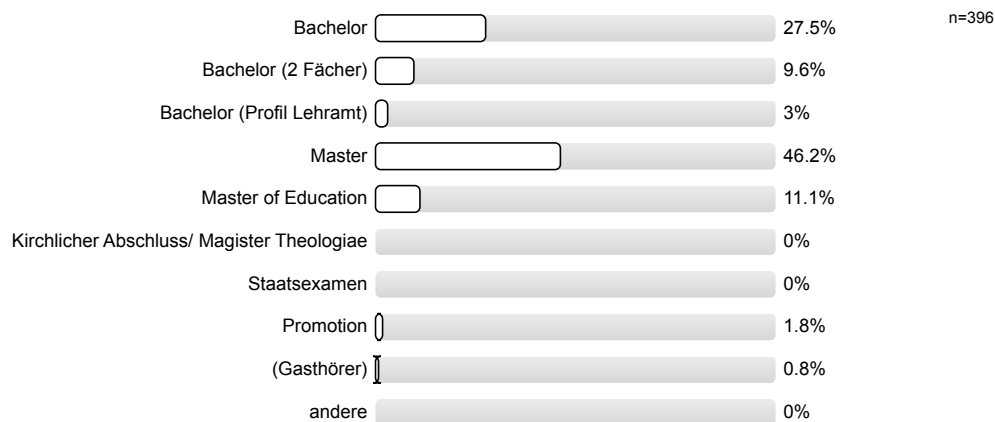 n=396
Bachelor 27.5%
Bachelor (2 Fächer) 9.6%
Bachelor (Profil Lehramt) 3%
Master 46.2%
Master of Education 11.1%
Kirchlicher Abschluss/ Magister Theologiae 0%
Staatsexamen 0%
Promotion 1.8%
(Gasthörer) 0.8%
andere 0%